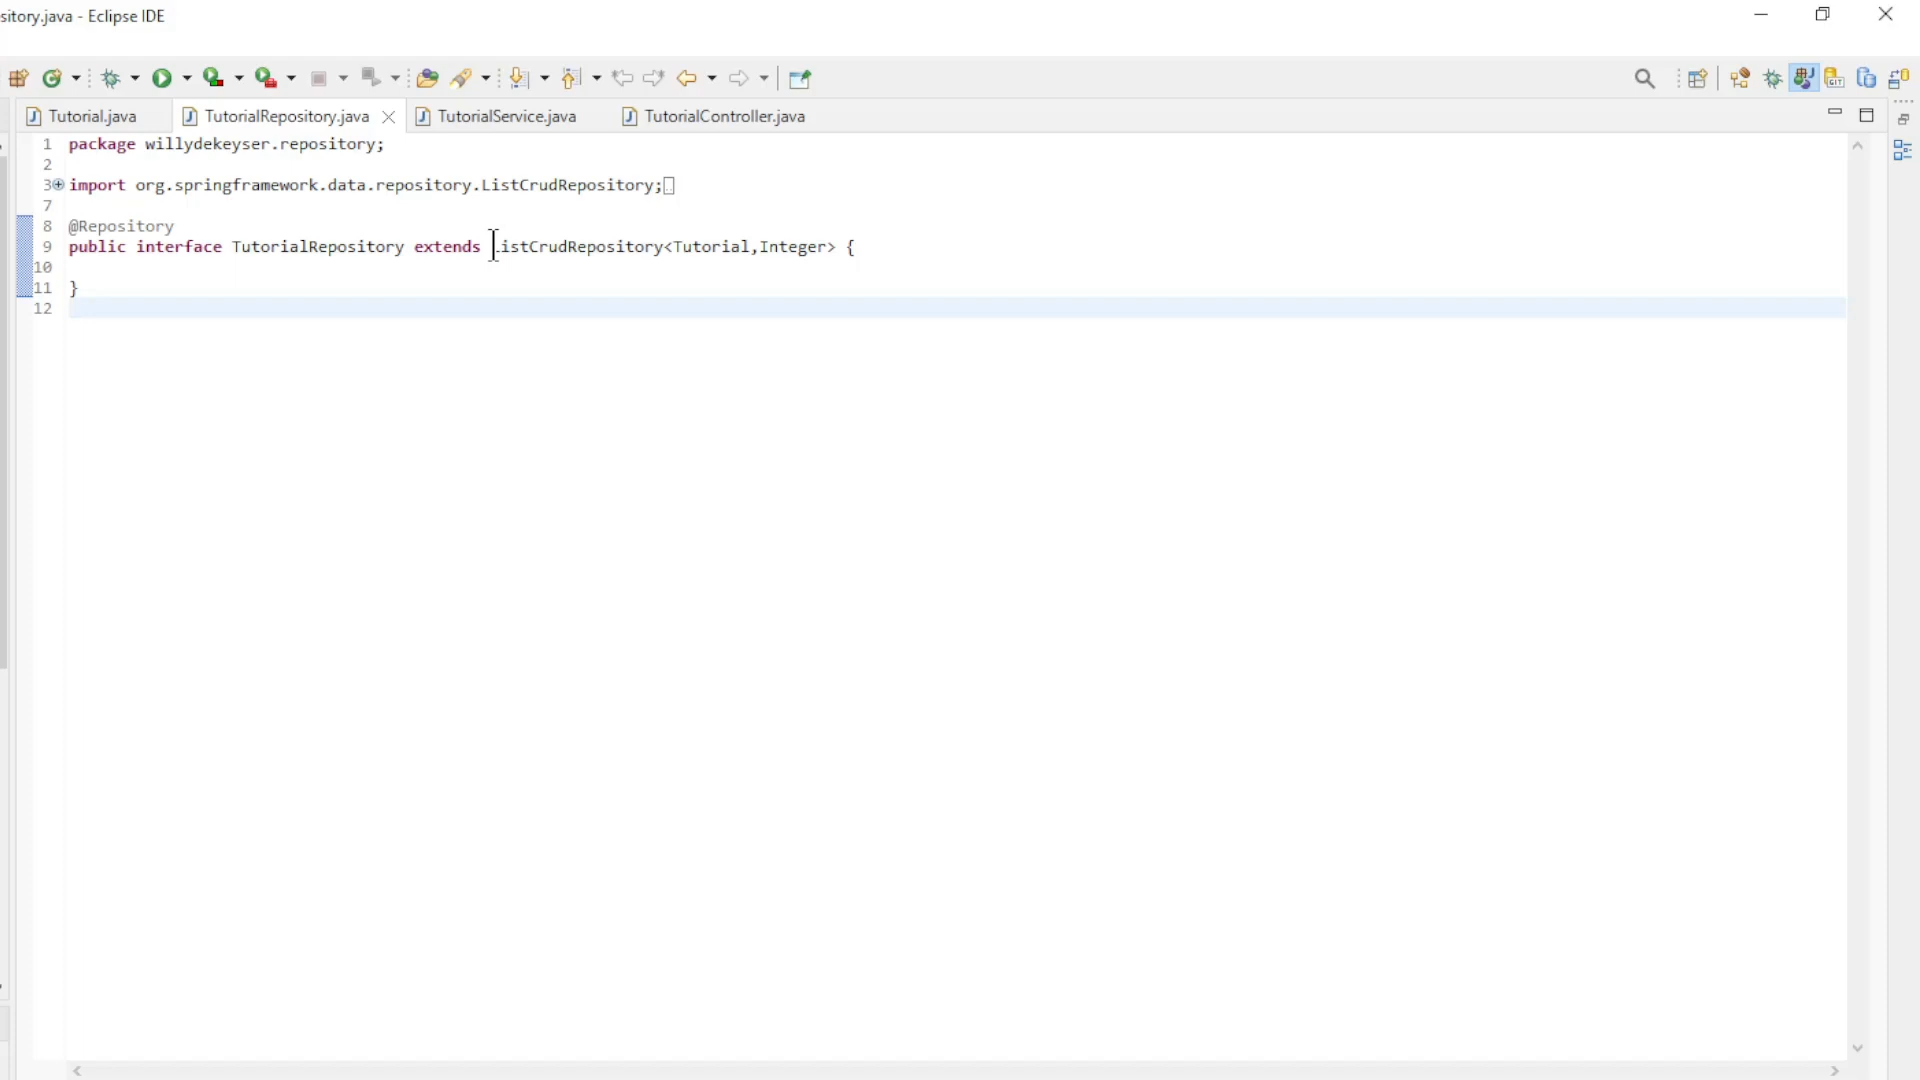 sitory.java - Eclipse IDE
Tutorial.java TutorialRepository.java TutorialService.java TutorialController.java
1 package willydekeyser.repository;
2
3 import org.springframework.data.repository.ListCrudRepository;
7
8 @Repository
9 public interface TutorialRepository extends ListCrudRepository<Tutorial,Integer> {
10
11 }
12